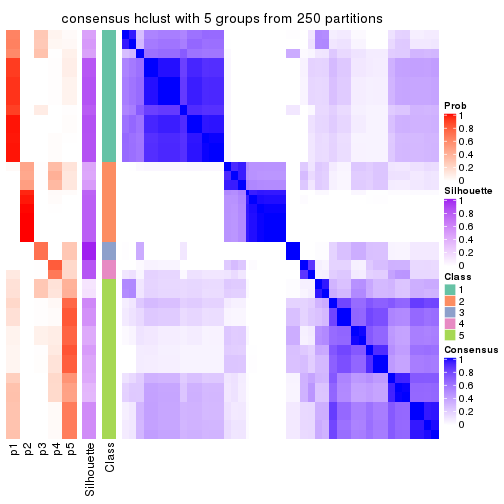 consensus hclust with 5 groups from 250 partitions
Prob
1
0.8
0.6
0.4
0.2
0
Silhouette
1
0.8
0.6
0.4
0.2
0
Class
1
2
3
4
5
Consensus
1
0.8
0.6
0.4
0.2
0
p1
p2
p3
p4
p5
Silhouette
Class